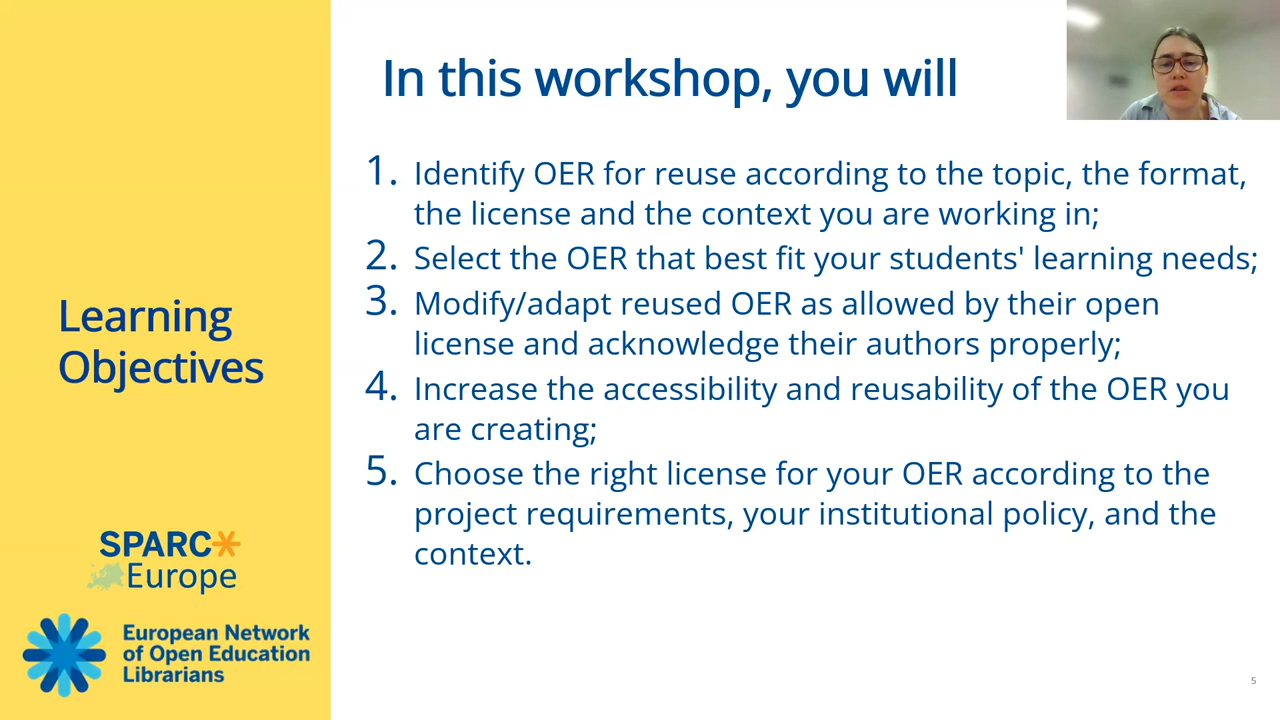 In this workshop, you will
Learning
Objectives
1. Identify OER for reuse according to the topic, the format,
the license and the context you are working in;
2. Select the OER that best fit your students' learning needs;
3. Modify/adapt reused OER as allowed by their open
license and acknowledge their authors properly;
4. Increase the accessibility and reusability of the OER you
are creating;
5. Choose the right license for your OER according to the
project requirements, your institutional policy, and the
context.
SPARC
Europe
European Network
of Open Education
Librarians
5